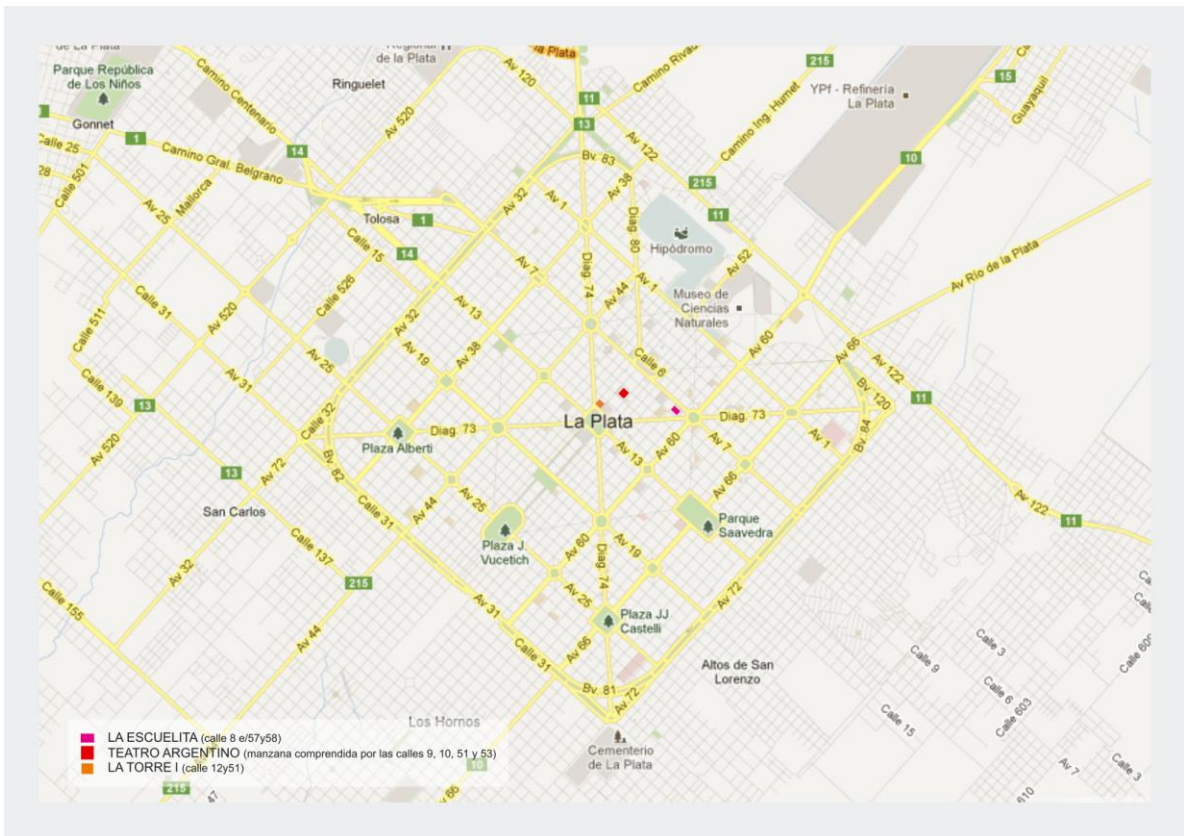 de La Plata
Parque República
de Los Niños
Gonnet
Ringuelet
Regional
de la Plata
la Plata
Camino Centenario
Av 520
Av 120
Camino Rivad
215
Camino Ing Humet
YPf - Refinería
La Plata
15
Guayaquil
11
13
1
14
Calle 25
28
Calle 501
Camino Gral. Belgrano
Mallorca
Av 25
Tolosa
1
14
Calle 15
Av 32
Bv. 83
Av 122
Av 1
Av 38
215
11
10
Hipódromo
Diag. 80
Av 52
Av 7
Diag. 74
Av 44
Av 1
Museo de
Ciencias
Naturales
Av Río de la Plata
Calle 526
Calle 31
Calle 511
Av 520
Av 32
Av 13
Av 19
Av 38
Av 25
Calle 6
Av 60
Av 66
Av 122
11
Bv. 120
Calle 139
Av 31
13
Calle 32
La Plata
Diag. 73
Diag. 73
Plaza Alberti
Av 520
Av 72
Bv. 82
Av 13
Av 60
Av 7
Av 1
Bv. 84
13
San Carlos
Calle 31
Av 44
Av 25
Av 66
Av 122
11
Plaza J.
Vucetich
Parque
Saavedra
Calle 137
Av 60
Diag. 74
Av 19
Av 32
215
Calle 155
Av 44
Av 31
Av 25
Av 72
Plaza JJ
Castelli
Calle 31
Av 66
Bv. 81
Av 72
Altos de San
Lorenzo
Calle 3
Calle 9
Calle 6
Calle 603
Calle 15
Los Hornos
Cementerio
de La Plata
10
Av 66
215
47
Av 7
Calle 3
610
LA ESCUELITA (calle 8 e/57y58)
TEATRO ARGENTINO (manzana comprendida por las calles 9, 10, 51 y 53)
LA TORRE I (calle 12y51)